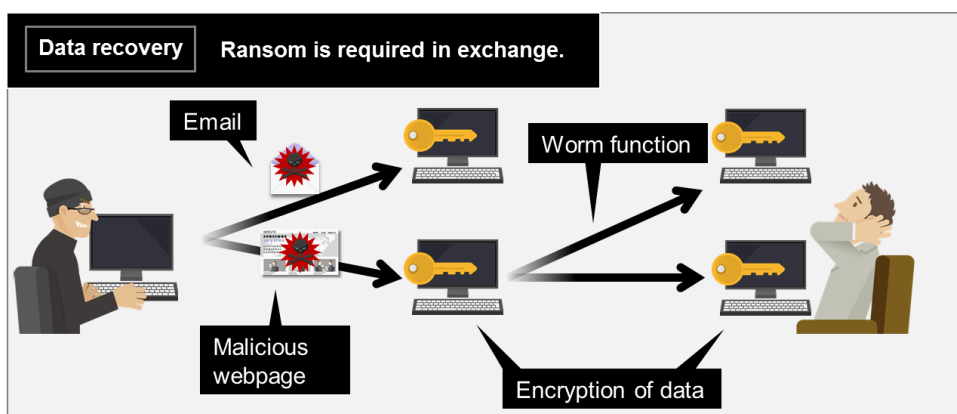 Data recovery Ransom is required in exchange.
Email
Worm function
Malicious
webpage
Encryption of data